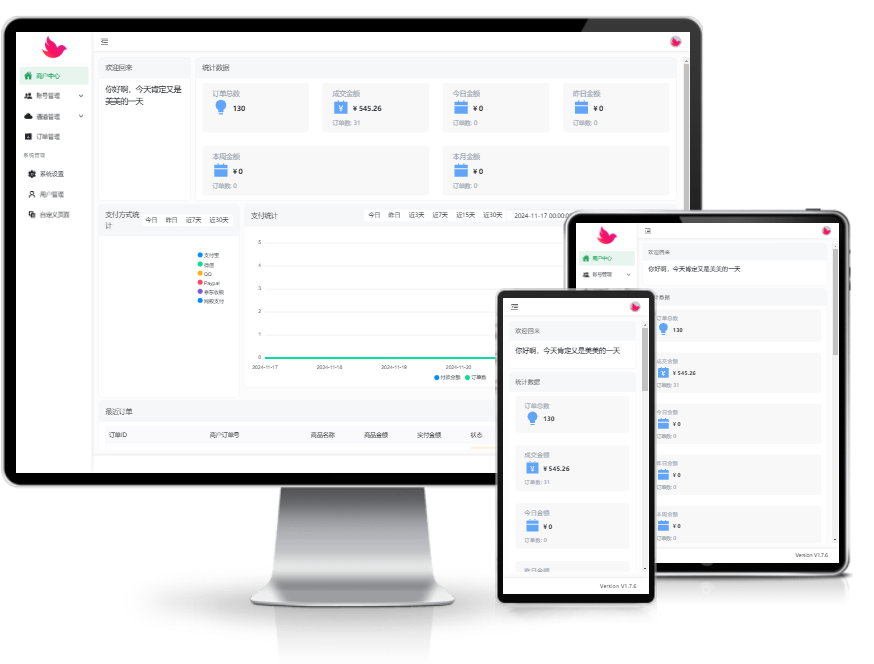 商户中心
账号管理
通道管理
订单管理
系统管理
系统设置
用户管理
自定义页面
欢迎回来
你好啊，今天肯定又是
美美的一天
统计数据
订单总数
130
成交金额
¥ 545.26
订单数: 31
今日金额
¥ 0
订单数: 0
昨日金额
¥ 0
订单数: 0
本周金额
¥ 0
订单数: 0
本月金额
¥ 0
订单数: 0
支付方式统
计
今日 昨日 近7天 近30天
支付宝
微信
QQ
Paypal
京东收银
支付统计
今日 昨日 近3天 近7天 近15天 近30天 2024-11-17 00:00:0
5
4
3
2
1
0
2024-11-17 2024-11-18 2024-11-19 2024-11-20
付款金额 订单数
最近订单
订单ID 商户订单号 商品名称 商品金额 实付金额 状态
商户中心
账号管理
欢迎回来
你好啊，今天肯定又是美美的一天
计数据
订单总数
130
成交金额
¥ 545.26
订单数: 31
今日金额
¥ 0
订单数: 0
昨日金额
¥ 0
订单数: 0
本周金额
¥ 0
订单数: 0
Version V1.7.6
欢迎回来
你好啊，今天肯定又是美美的一天
统计数据
订单总数
130
成交金额
¥ 545.26
订单数: 31
今日金额
¥ 0
订单数: 0
昨日金额
Version V1.7.6